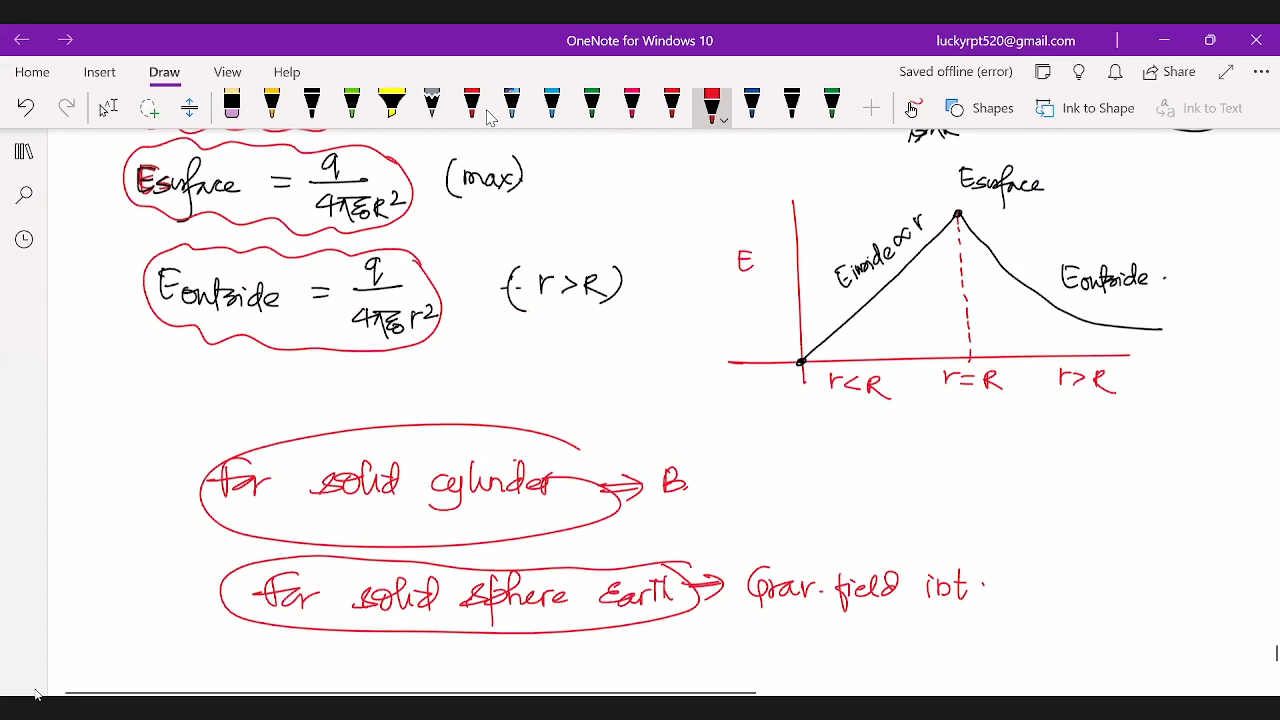 OneNote for Windows 10
luckyrpt520@gmail.com
Home Insert Draw View Help
Saved offline (error)
Share
Shapes
Ink to Shape
Ink to Text
Esurface = q / 4πε0R² (max)
Eoutside = q / 4πε0r² (: r>R)
Esurface
E
Einside ∝ r
Eoutside.
r<R r=R r>R
for solid cylinder ⇒ B.
for solid sphere Earth ⇒ Grav. field int.